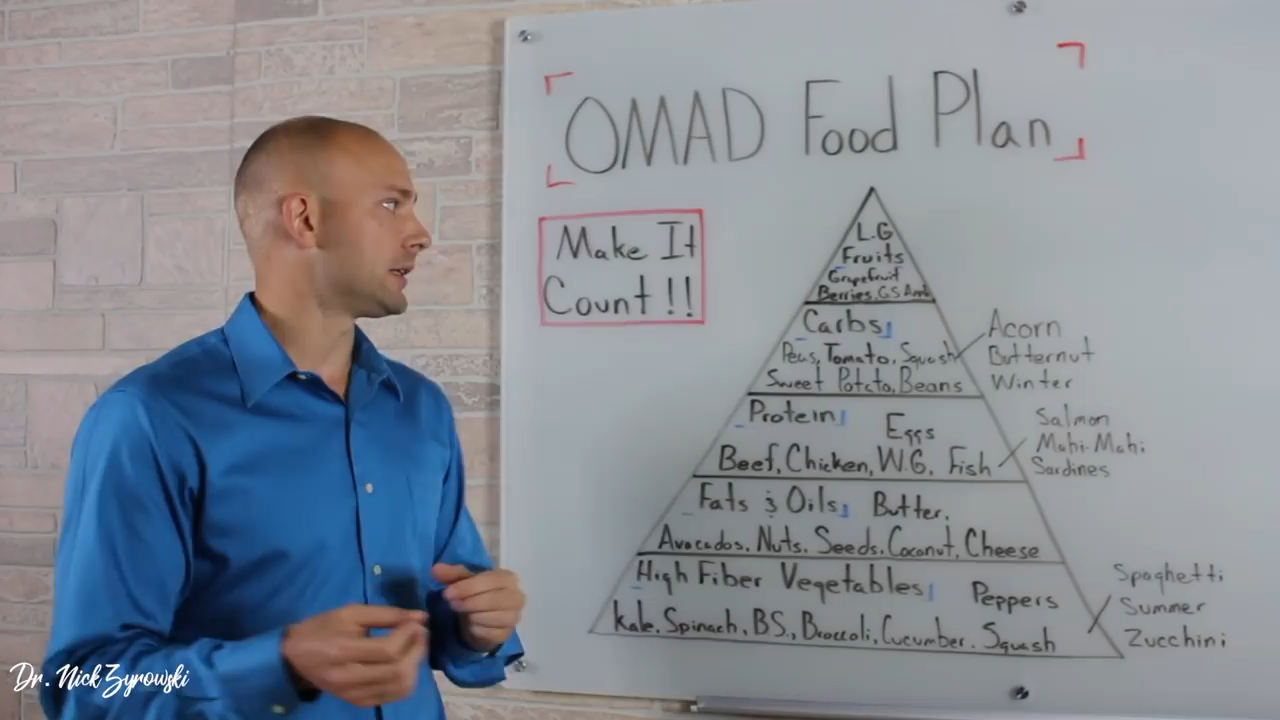 OMAD Food Plan
Make It
Count!!
L.G
Fruits
Grapefruit
Berries, G.S
Carbs
Peas, Tomato, Squash
Sweet Potato, Beans
Acorn
Butternut
Winter
Protein Eggs
Beef, Chicken, W.G. Fish
Salmon
Mahi-Mahi
Sardines
Fats & Oils Butter,
Avocados, Nuts, Seeds, Coconut, Cheese
High Fiber Vegetables Peppers
Kale, Spinach, B.S., Broccoli, Cucumber, Squash
Spaghetti
Summer
Zucchini
Dr. Nick Zyrowski